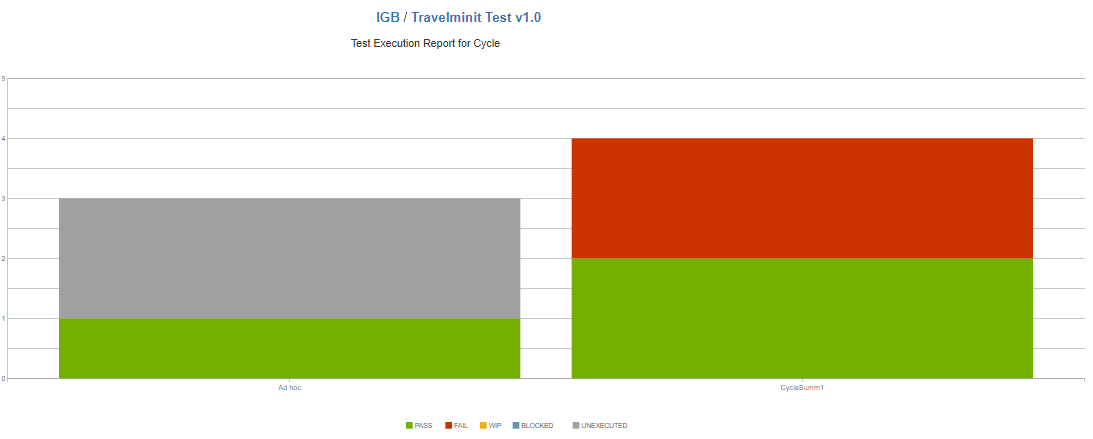 IGB / Travelminit Test v1.0
Test Execution Report for Cycle
5
4
3
2
1
0
Ad hoc CycleSumm1
PASS FAIL WIP BLOCKED UNEXECUTED